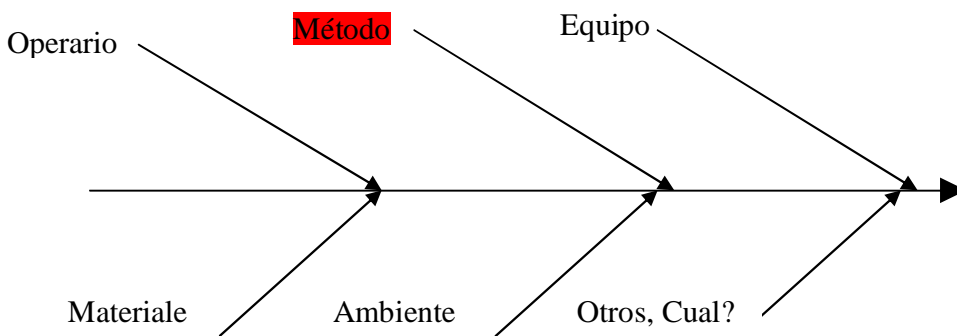 Operario
Método
Equipo
Materiale
Ambiente
Otros, Cual?